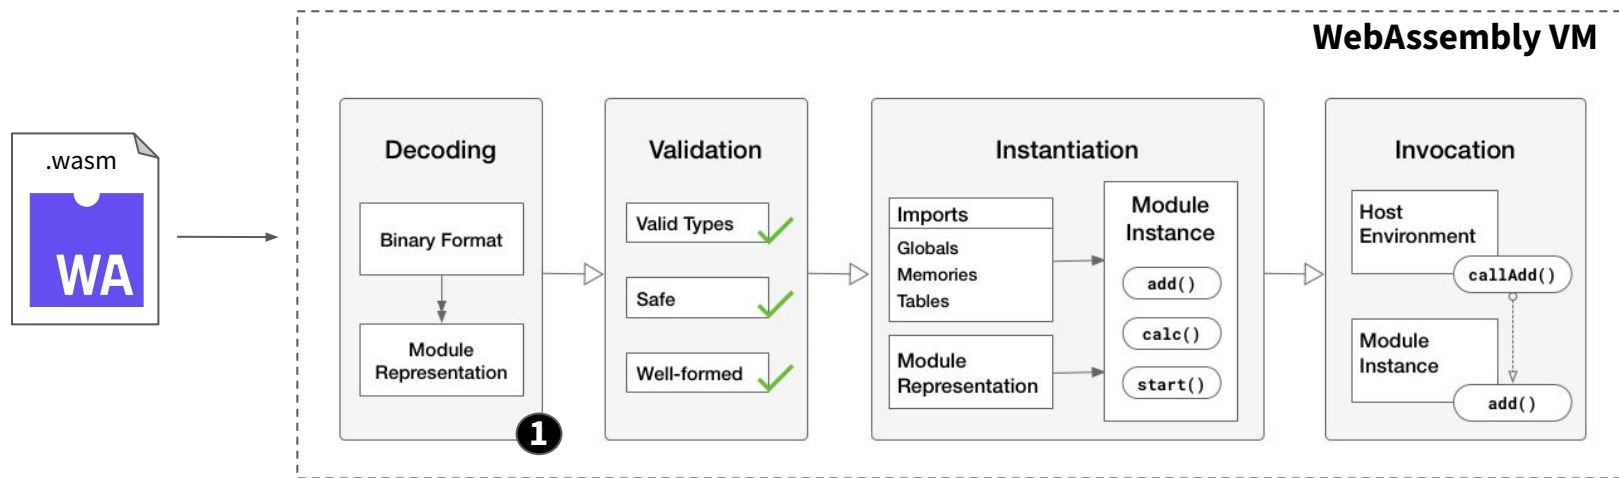 WebAssembly VM
.wasm
WA
Decoding
Binary Format
Module
Representation
1
Validation
Valid Types
Safe
Well-formed
Instantiation
Imports
Globals
Memories
Tables
Module
Representation
Module
Instance
add()
calc()
start()
Invocation
Host
Environment
callAdd()
Module
Instance
add()